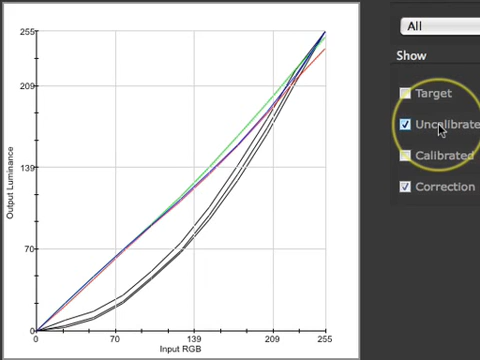 All
Show
Target
Uncalibrate
Calibrated
Correction
255
209
139
70
0
Output Luminance
0 70 139 209 255
Input RGB